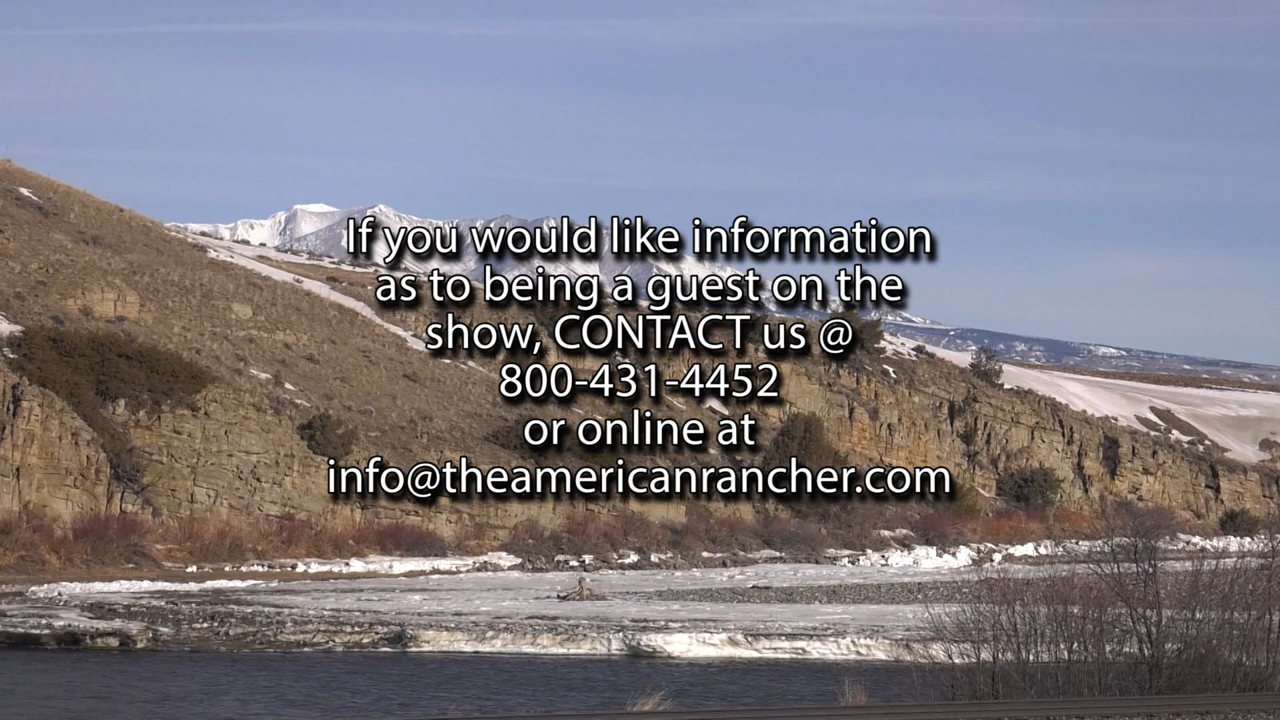 If you would like information
as to being a guest on the
show, CONTACT us @
800-431-4452
or online at
info@theamericanrancher.com